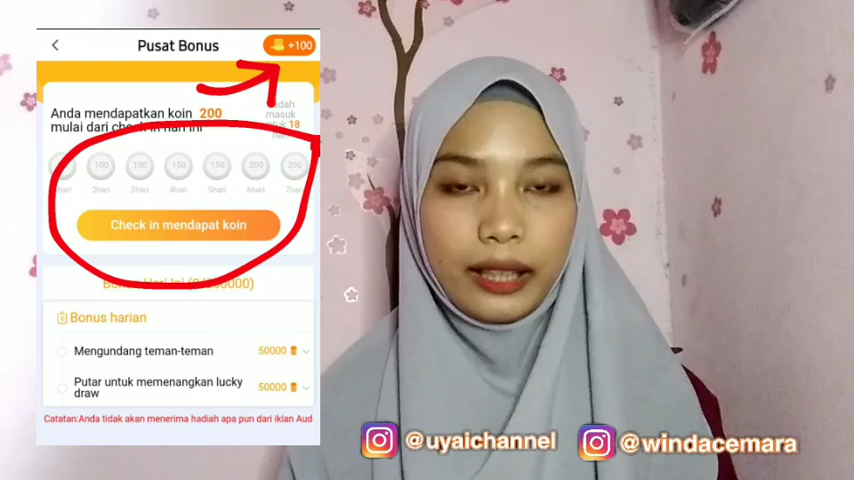 Pusat Bonus
+100
Anda mendapatkan koin 200
mulai dari check in hari ini
masuk
18
100 100 150 150 200 200
2hari 3hari 4hari 5hari 6hari 7hari
Check in mendapat koin
Bonus harian
Mengundang teman-teman 50000
Putar untuk memenangkan lucky
draw 50000
Catatan:Anda tidak akan menerima hadiah apa pun dari iklan Aud
@uyaichannel
@windacemara